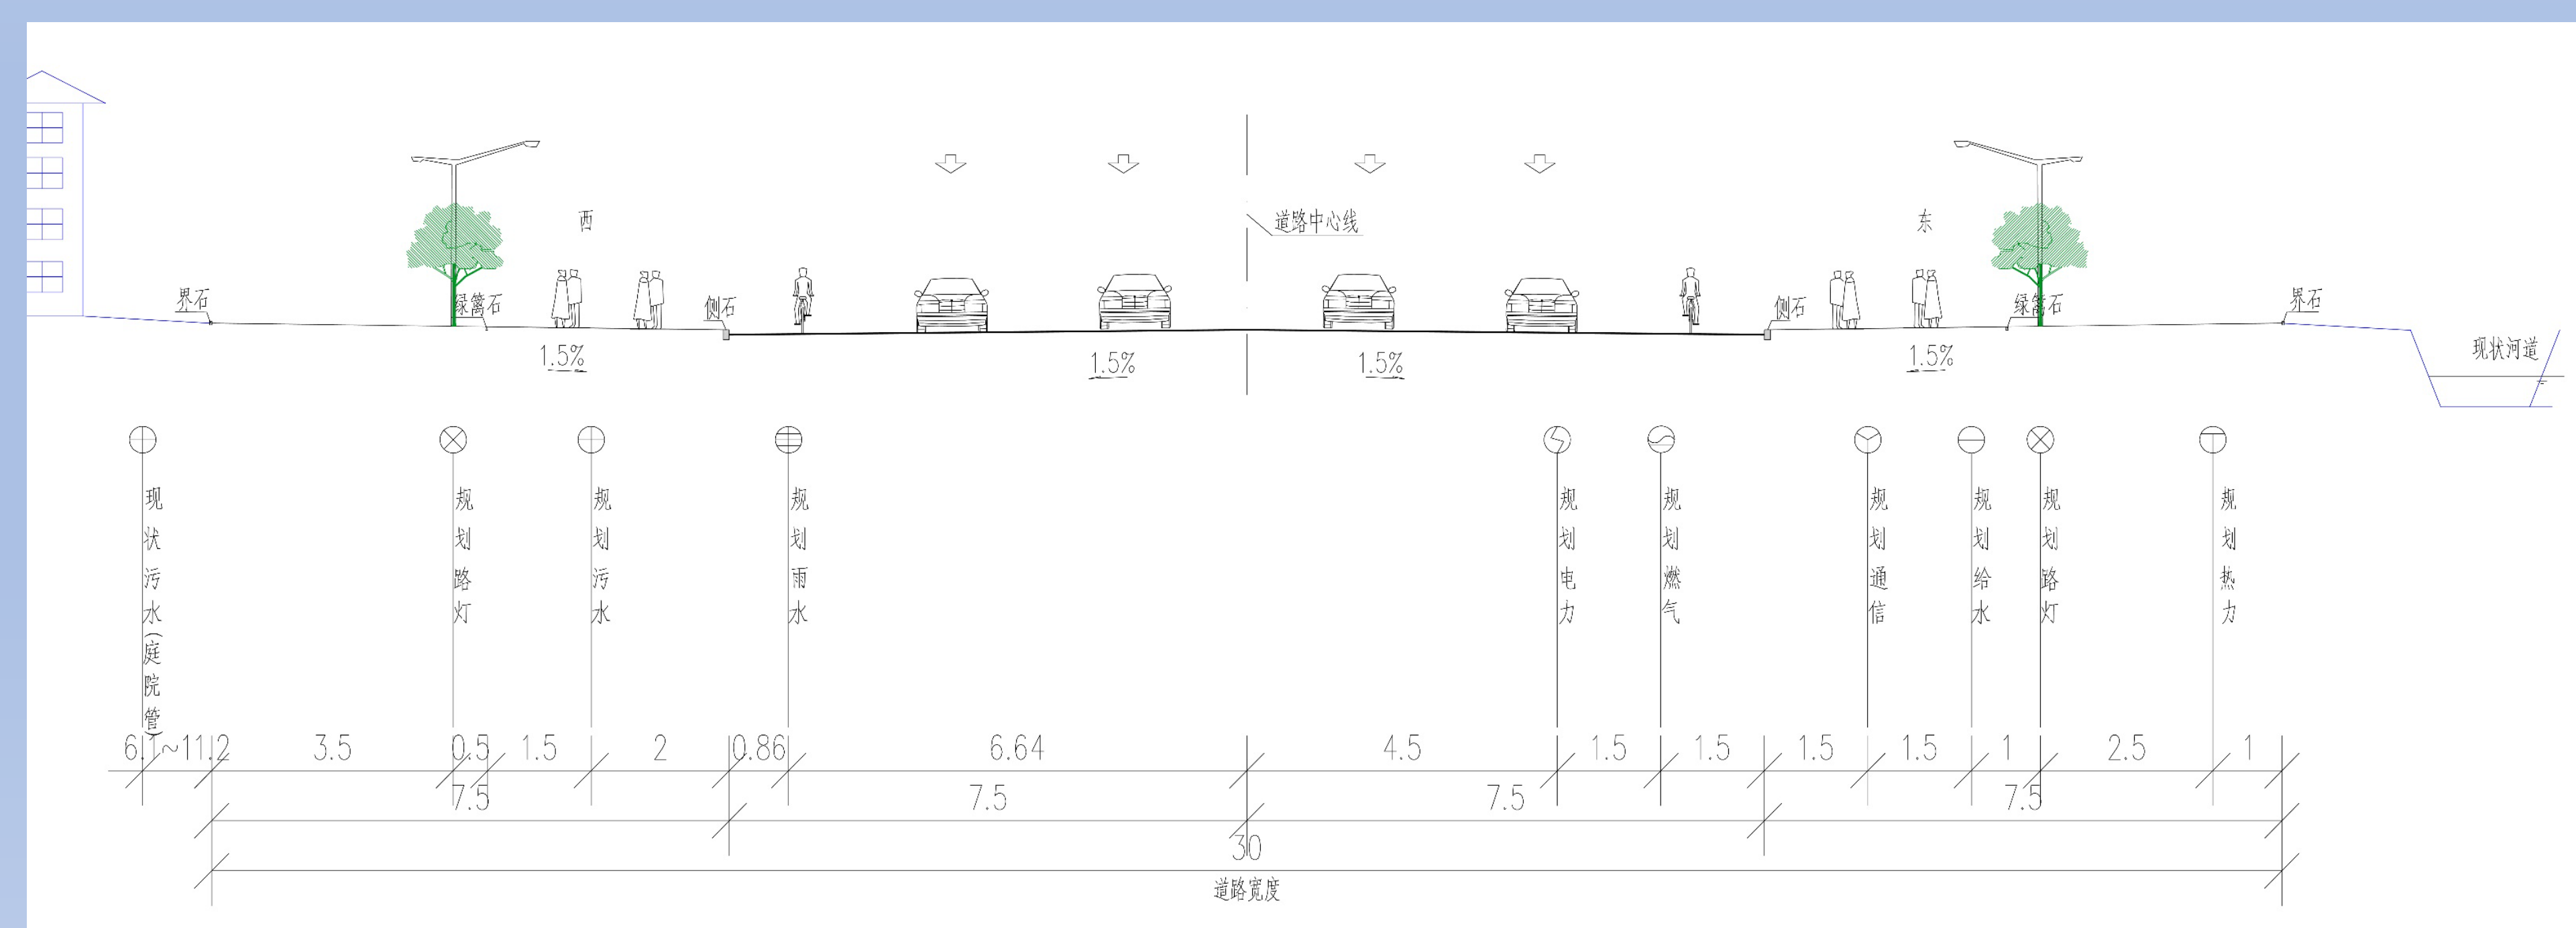 西
道路中心线
东
界石
绿篱石
侧石
侧石
绿篱石
界石
现状河道
1.5%
1.5%
1.5%
1.5%
现状污水(庭院管)
规划路灯
规划污水
规划雨水
规划电力
规划燃气
规划通信
规划给水
规划路灯
规划热力
6.1~11.2 3.5 0.5 1.5 2 0.86 6.64 4.5 1.5 1.5 1.5 1.5 1 2.5 1
7.5 7.5 7.5 7.5
30
道路宽度